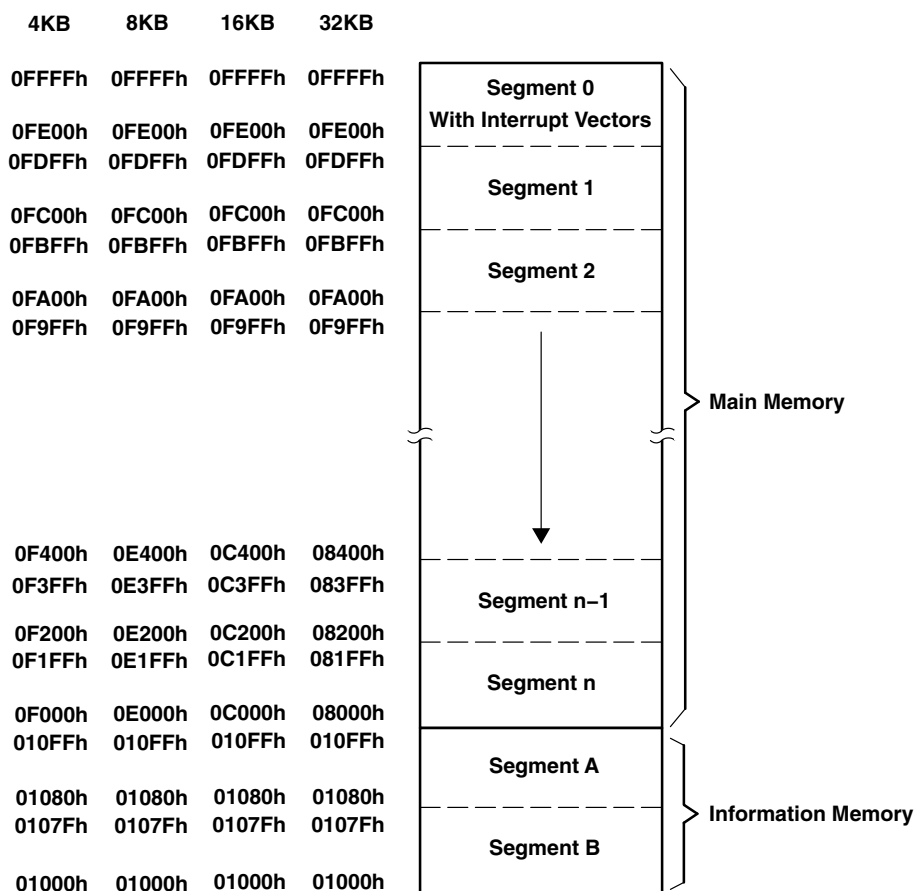 4KB 8KB 16KB 32KB
0FFFFh 0FFFFh 0FFFFh 0FFFFh
Segment 0
With Interrupt Vectors
0FE00h 0FE00h 0FE00h 0FE00h
0FDFFh 0FDFFh 0FDFFh 0FDFFh
Segment 1
0FC00h 0FC00h 0FC00h 0FC00h
0FBFFh 0FBFFh 0FBFFh 0FBFFh
Segment 2
0FA00h 0FA00h 0FA00h 0FA00h
0F9FFh 0F9FFh 0F9FFh 0F9FFh
Main Memory
0F400h 0E400h 0C400h 08400h
0F3FFh 0E3FFh 0C3FFh 083FFh
Segment n−1
0F200h 0E200h 0C200h 08200h
0F1FFh 0E1FFh 0C1FFh 081FFh
Segment n
0F000h 0E000h 0C000h 08000h
010FFh 010FFh 010FFh 010FFh
Segment A
01080h 01080h 01080h 01080h
0107Fh 0107Fh 0107Fh 0107Fh
Information Memory
Segment B
01000h 01000h 01000h 01000h